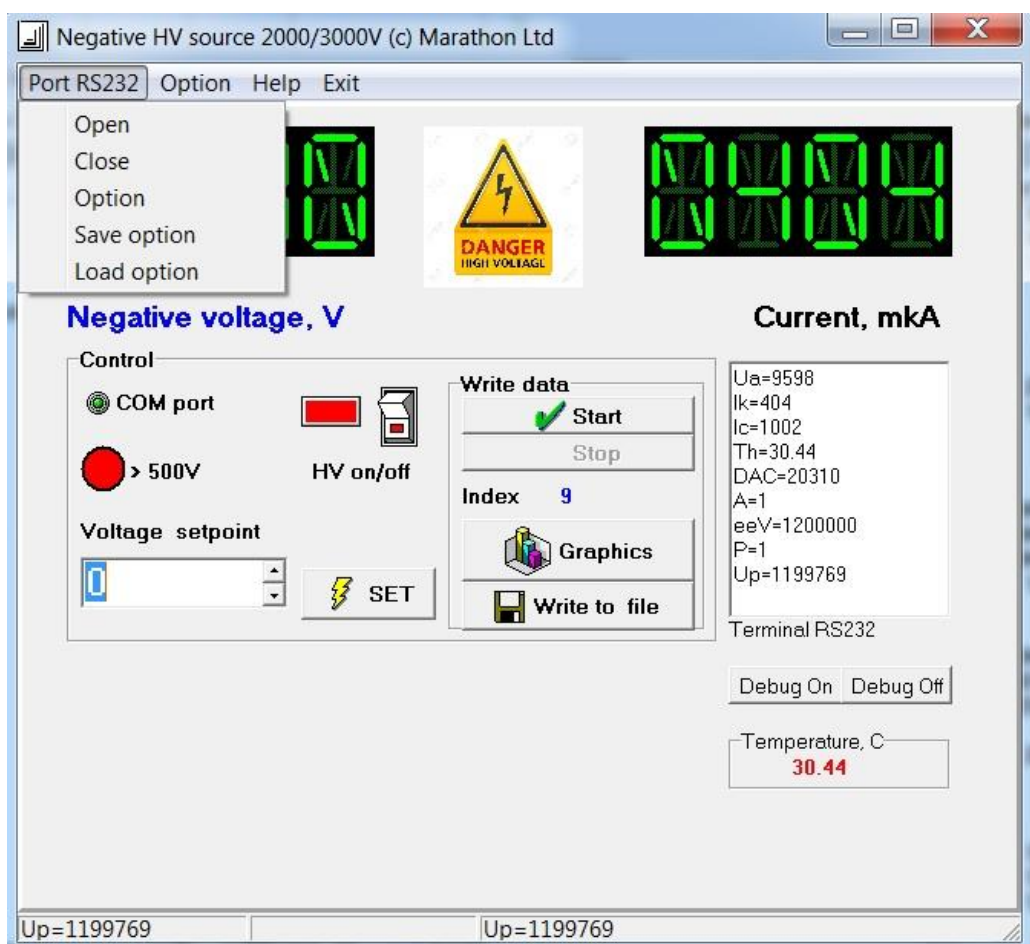 Negative HV source 2000/3000V (c) Marathon Ltd
Port RS232 Option Help Exit
Open
Close
Option
Save option
Load option
0
DANGER
HIGH VOLTAGE
0404
Negative voltage, V
Current, mkA
Control
COM port
> 500V
HV on/off
Voltage setpoint
0
SET
Write data
Start
Stop
Index 9
Graphics
Write to file
Ua=9598
Ik=404
Ic=1002
Th=30.44
DAC=20310
A=1
eeV=1200000
P=1
Up=1199769
Terminal RS232
Debug On Debug Off
Temperature, C
30.44
Up=1199769 Up=1199769